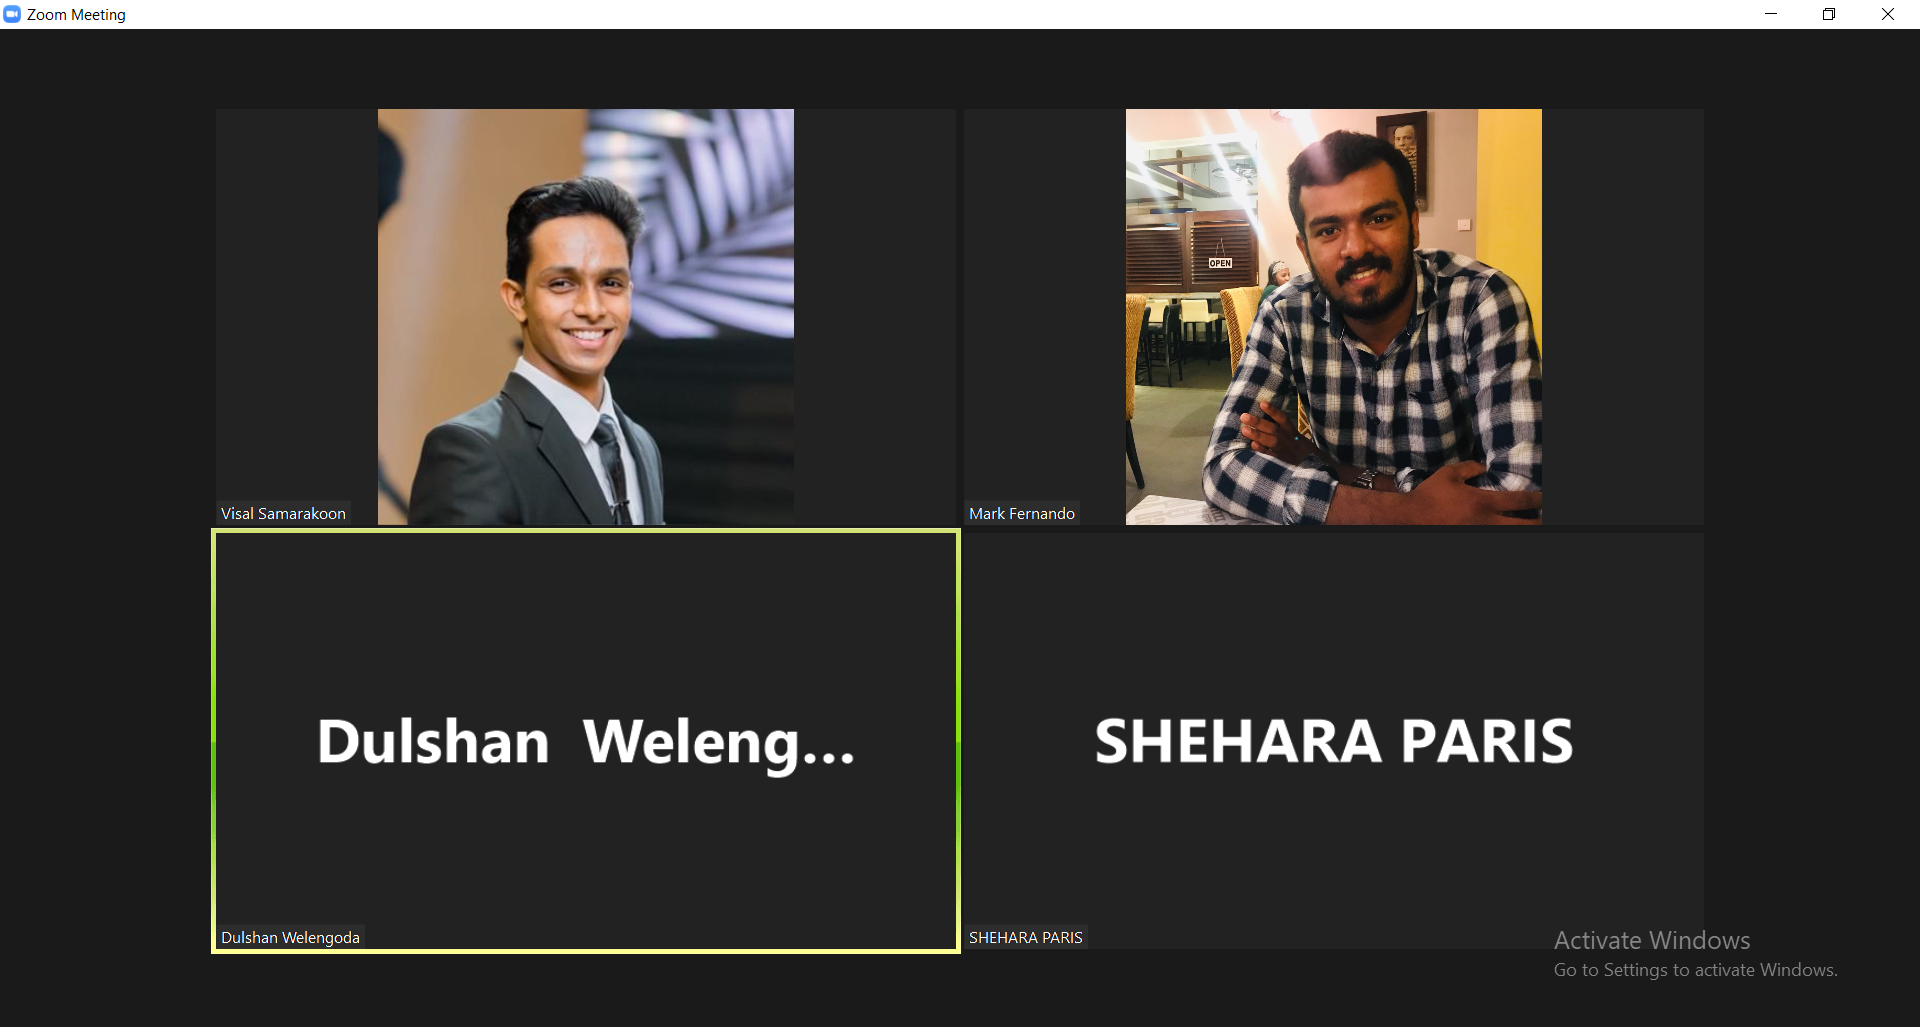 Zoom Meeting
OPEN
Visal Samarakoon
Mark Fernando
Dulshan  Weleng...
SHEHARA PARIS
Dulshan Welengoda
SHEHARA PARIS
Activate Windows
Go to Settings to activate Windows.